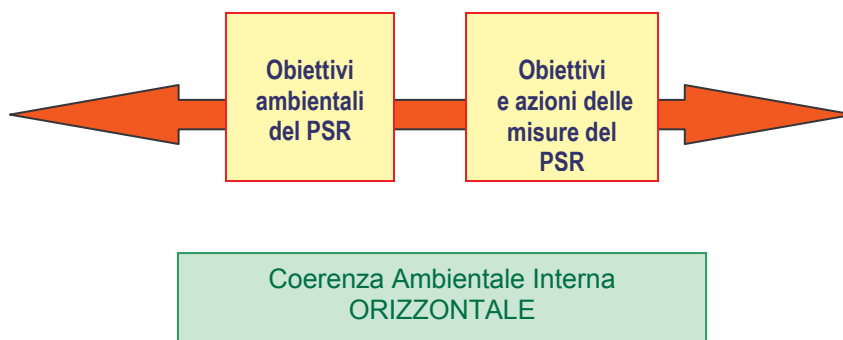 Obiettivi
ambientali
del PSR
Obiettivi
e azioni delle
misure del
PSR
Coerenza Ambientale Interna
ORIZZONTALE